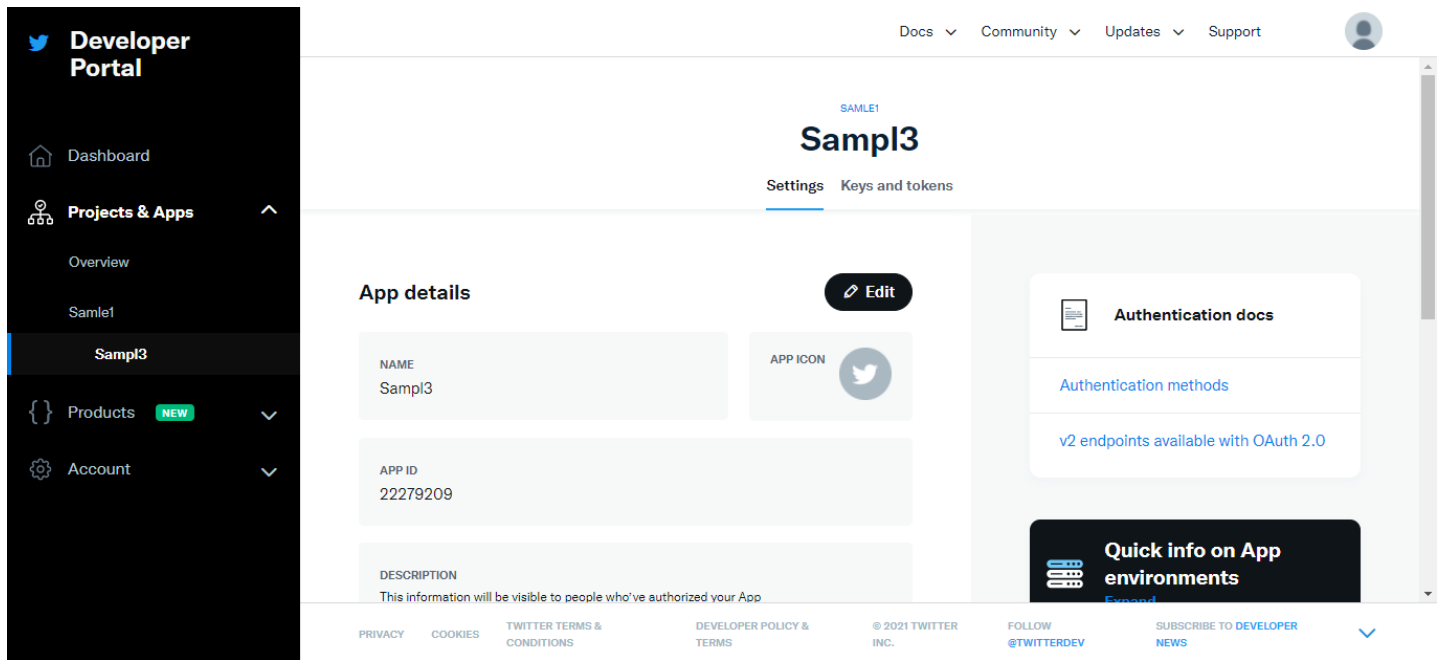 Developer
Portal
Dashboard
Projects & Apps
Overview
Samle1
Sampl3
Products NEW
Account
Docs Community Updates Support
SAMLE1
Sampl3
Settings Keys and tokens
App details
Edit
NAME
Sampl3
APP ICON
APP ID
22279209
DESCRIPTION
This information will be visible to people who've authorized your App
Authentication docs
Authentication methods
v2 endpoints available with OAuth 2.0
Quick info on App
environments
Expand
PRIVACY
COOKIES
TWITTER TERMS &
CONDITIONS
DEVELOPER POLICY &
TERMS
© 2021 TWITTER
INC.
FOLLOW
@TWITTERDEV
SUBSCRIBE TO DEVELOPER
NEWS